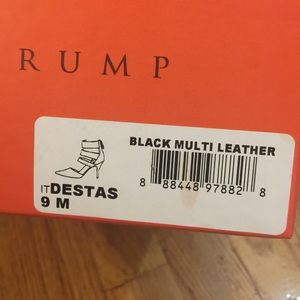 RUMP
BLACK MULTI LEATHER
8 88448 97882 8
ITDESTAS
9 M